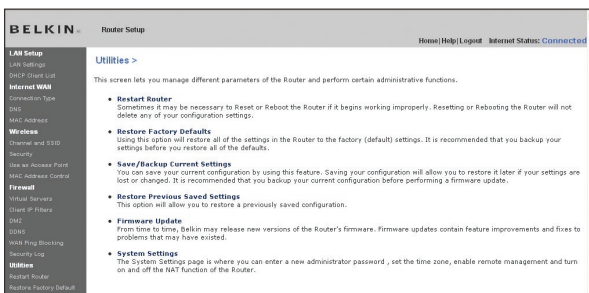 BELKIN®
Router Setup
Home|Help|Logout Internet Status: Connected
LAN Setup
LAN Settings
DHCP Client List
Internet WAN
Connection Type
DNS
MAC Address
Wireless
Channel and SSID
Security
Use as Access Point
MAC Address Control
Firewall
Virtual Servers
Client IP Filters
DMZ
DDNS
WAN Ping Blocking
Security Log
Utilities
Restart Router
Restore Factory Default
Utilities >
This screen lets you manage different parameters of the Router and perform certain administrative functions.
• Restart Router
Sometimes it may be necessary to Reset or Reboot the Router if it begins working improperly. Resetting or Rebooting the Router will not
delete any of your configuration settings.
• Restore Factory Defaults
Using this option will restore all of the settings in the Router to the factory (default) settings. It is recommended that you backup your
settings before you restore all of the defaults.
• Save/Backup Current Settings
You can save your current configuration by using this feature. Saving your configuration will allow you to restore it later if your settings are
lost or changed. It is recommended that you backup your current configuration before performing a firmware update.
• Restore Previous Saved Settings
This option will allow you to restore a previously saved configuration.
• Firmware Update
From time to time, Belkin may release new versions of the Router's firmware. Firmware updates contain feature improvements and fixes to
problems that may have existed.
• System Settings
The System Settings page is where you can enter a new administrator password , set the time zone, enable remote management and turn
on and off the NAT function of the Router.